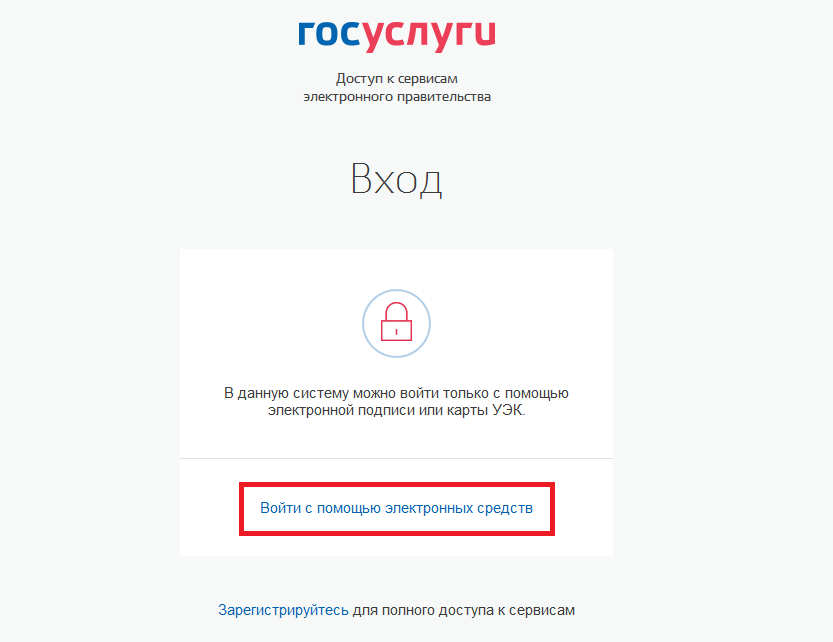 госуслуги
Доступ к сервисам
электронного правительства
Вход
В данную систему можно войти только с помощью
электронной подписи или карты УЭК.
Войти с помощью электронных средств
Зарегистрируйтесь для полного доступа к сервисам